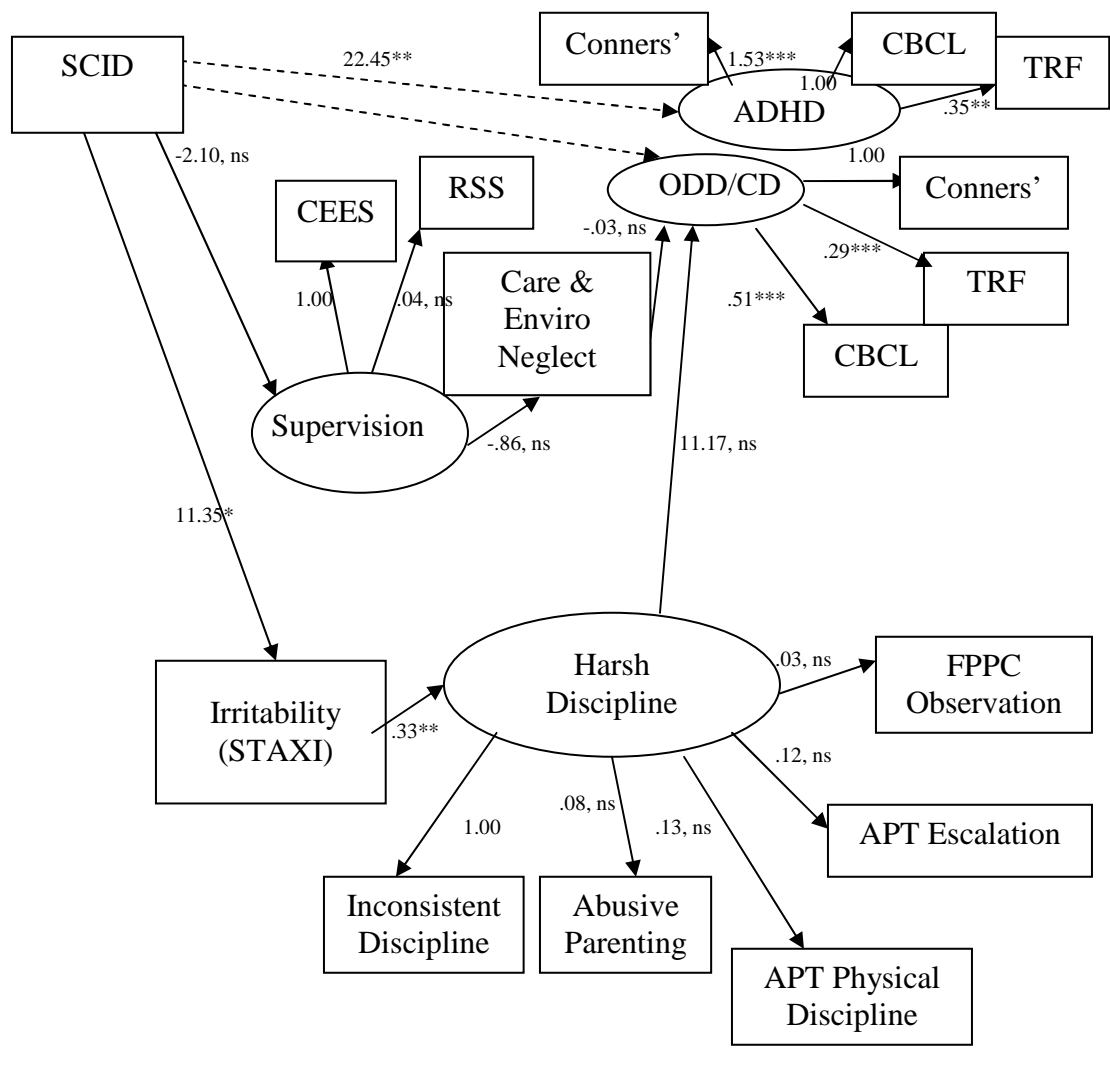 Conners’
CBCL
SCID
TRF
22.45**
1.53***
1.00
ADHD
.35**
-2.10, ns
1.00
RSS
ODD/CD
Conners’
CEES
-.03, ns
.29***
Care &
Enviro
Neglect
TRF
1.00
.04, ns
.51***
CBCL
Supervision
-.86, ns
11.17, ns
11.35*
Harsh
Discipline
.03, ns
FPPC
Observation
Irritability
(STAXI)
.33**
.12, ns
.08, ns
1.00
.13, ns
APT Escalation
Inconsistent
Discipline
Abusive
Parenting
APT Physical
Discipline